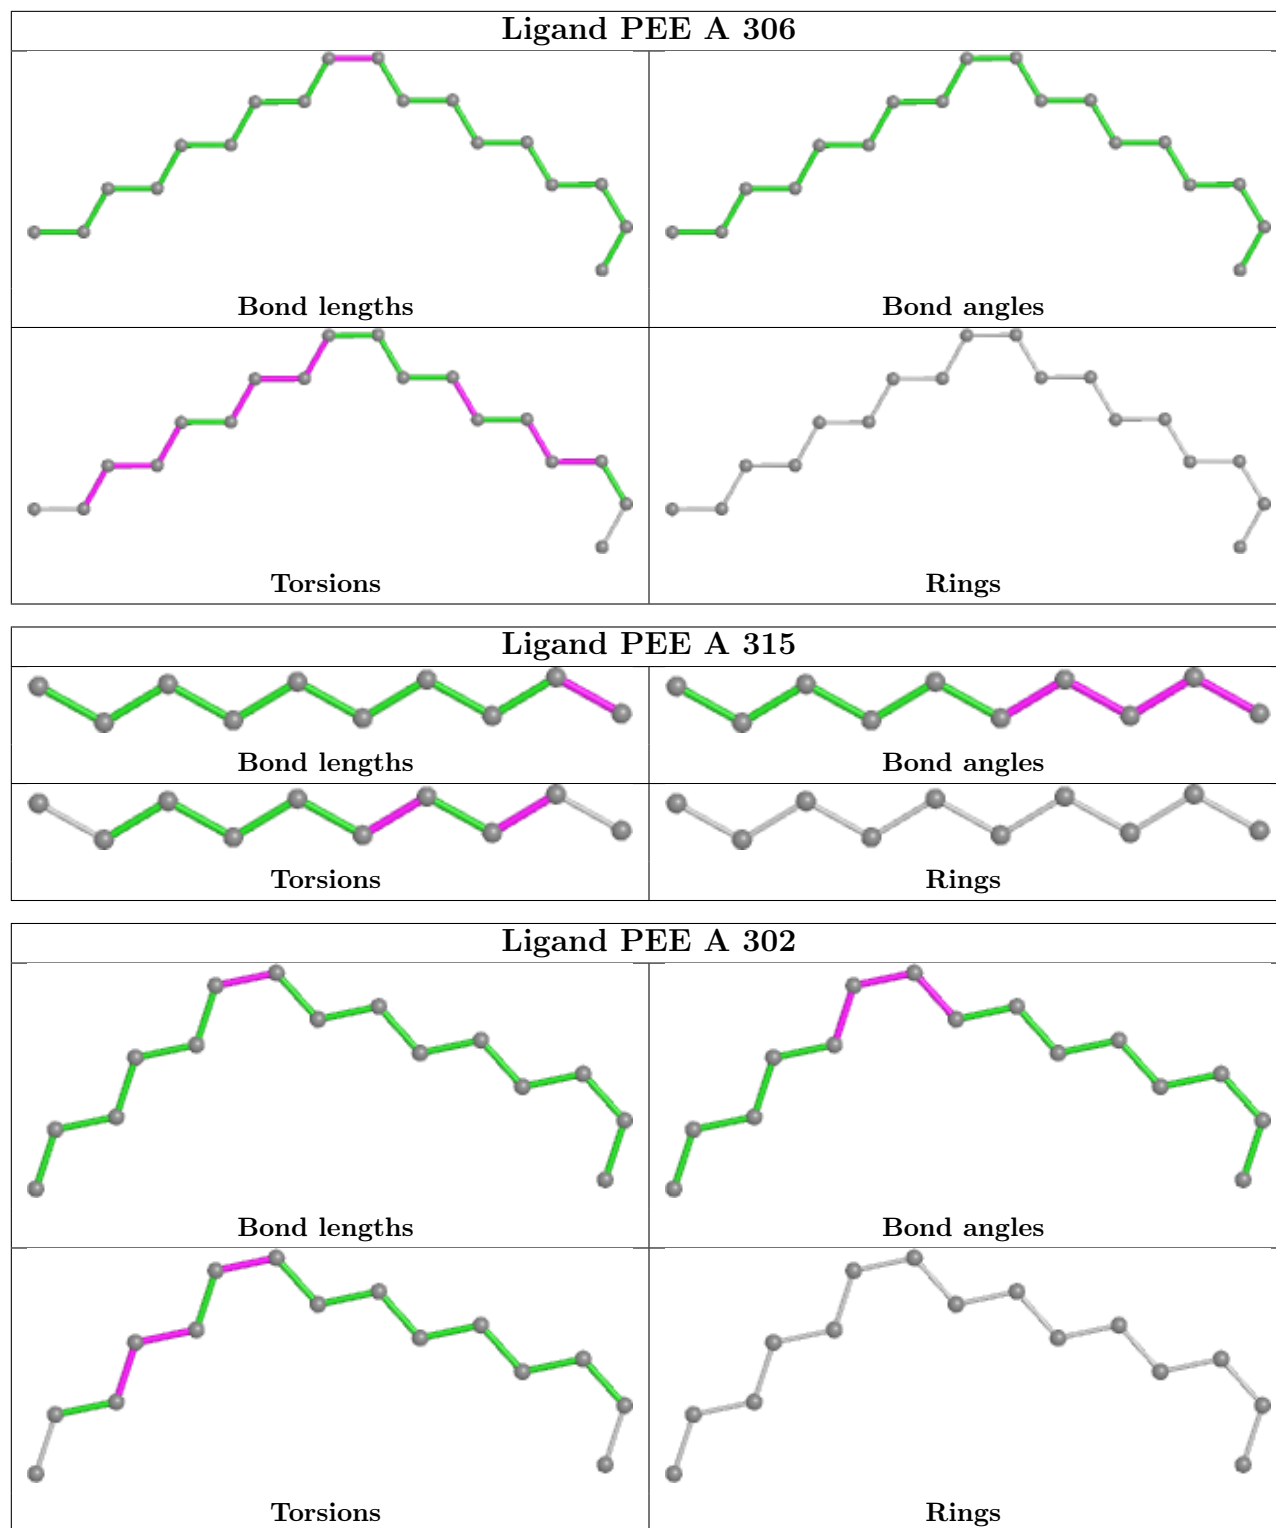 Ligand PEE A 306
Bond lengths
Bond angles
Torsions
Rings
Ligand PEE A 315
Bond lengths
Bond angles
Torsions
Rings
Ligand PEE A 302
Bond lengths
Bond angles
Torsions
Rings